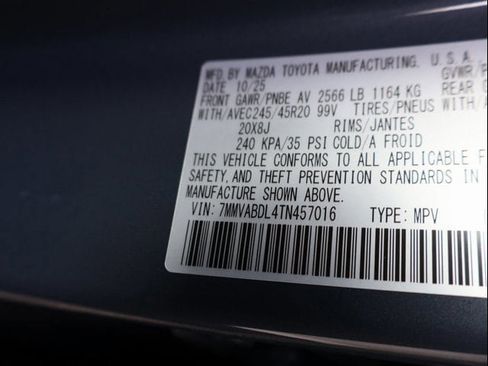 MFD BY MAZDA TOYOTA MANUFACTURING, U.S.A.
DATE 10/25 GVWR/P
FRONT GAWR/PNBE AV 2566 LB 1164 KG REAR G
WITH/AVEC245/45R20 99V TIRES/PNEUS WITH/A
20X8J RIMS/JANTES
240 KPA/35 PSI COLD/A FROID
THIS VEHICLE CONFORMS TO ALL APPLICABLE F
SAFETY, AND THEFT PREVENTION STANDARDS IN
MANUFACTURE SHOWN ABOVE.
VIN: 7MMVABDL4TN457016 TYPE: MPV